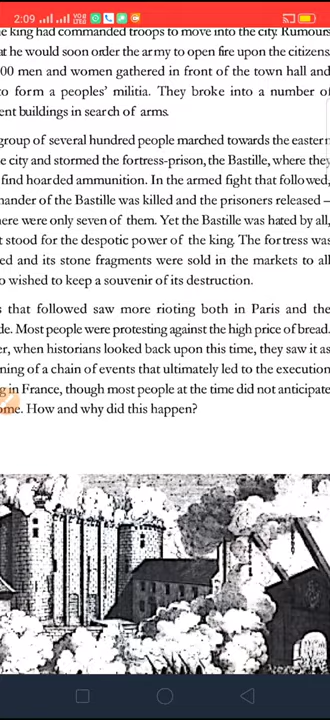 2:09
e king had commanded troops to move into the city. Rumours
at he would soon order the army to open fire upon the citizens.
00 men and women gathered in front of the town hall and
to form a peoples' militia. They broke into a number of
ent buildings in search of arms.
group of several hundred people marched towards the eastern
e city and stormed the fortress-prison, the Bastille, where they
find hoarded ammunition. In the armed fight that followed,
mander of the Bastille was killed and the prisoners released –
here were only seven of them. Yet the Bastille was hated by all,
t stood for the despotic power of the king. The fortress was
ed and its stone fragments were sold in the markets to all
o wished to keep a souvenir of its destruction.
s that followed saw more rioting both in Paris and the
de. Most people were protesting against the high price of bread.
er, when historians looked back upon this time, they saw it as
ning of a chain of events that ultimately led to the execution
g in France, though most people at the time did not anticipate
ome. How and why did this happen?